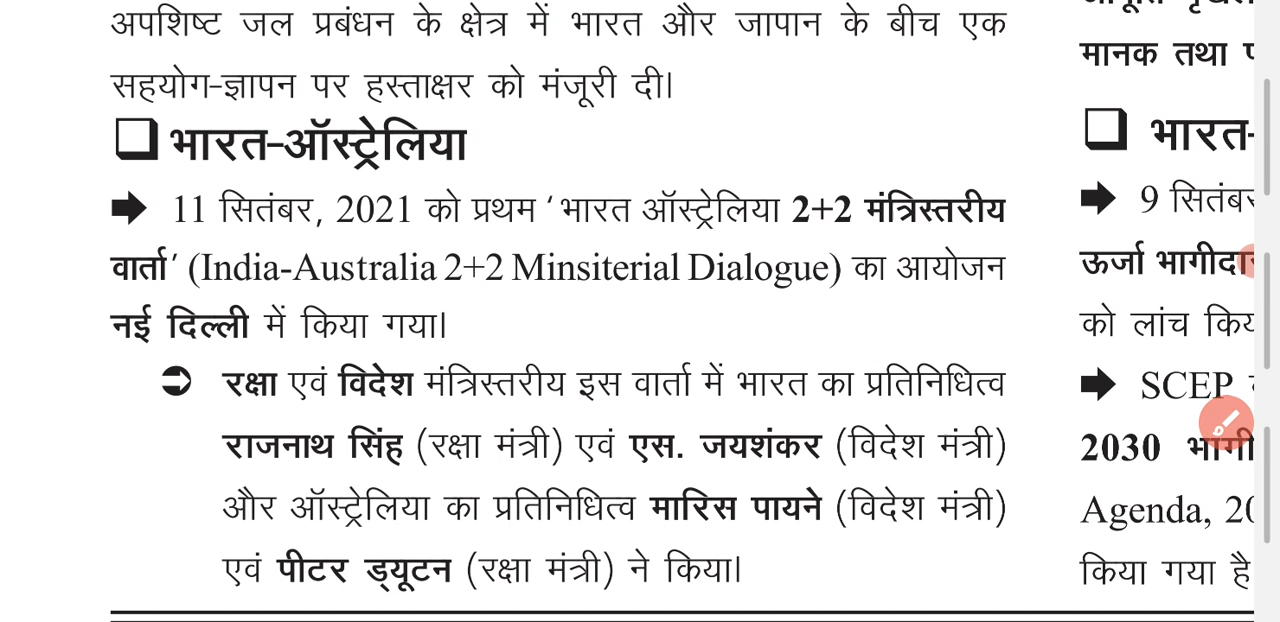 अपशिष्ट जल प्रबंधन के क्षेत्र में भारत और जापान के बीच एक
सहयोग-ज्ञापन पर हस्ताक्षर को मंजूरी दी।
❑ भारत-ऑस्ट्रेलिया
➡ 11 सितंबर, 2021 को प्रथम ‘भारत ऑस्ट्रेलिया 2+2 मंत्रिस्तरीय
वार्ता’ (India-Australia 2+2 Minsiterial Dialogue) का आयोजन
नई दिल्ली में किया गया।
➲ रक्षा एवं विदेश मंत्रिस्तरीय इस वार्ता में भारत का प्रतिनिधित्व
राजनाथ सिंह (रक्षा मंत्री) एवं एस. जयशंकर (विदेश मंत्री)
और ऑस्ट्रेलिया का प्रतिनिधित्व मारिस पायने (विदेश मंत्री)
एवं पीटर ड्यूटन (रक्षा मंत्री) ने किया।
मानक तथा
❑ भारत-
➡ 9 सितंबर
ऊर्जा
को लांच
➡ SCEP
2030
Agenda,
किया गया है